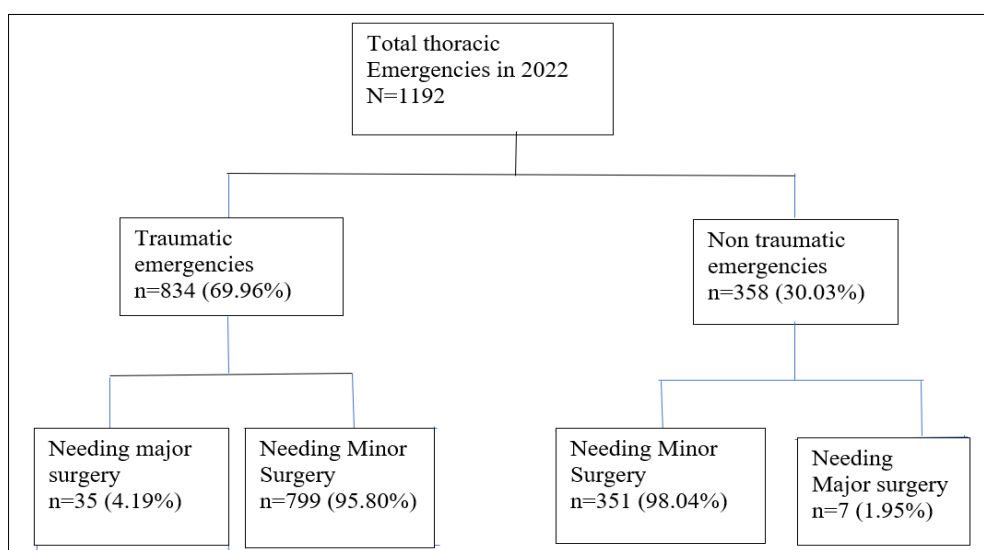 Total thoracic
Emergencies in 2022
N=1192
Traumatic
emergencies
n=834 (69.96%)
Non traumatic
emergencies
n=358 (30.03%)
Needing major
surgery
n=35 (4.19%)
Needing Minor
Surgery
n=799 (95.80%)
Needing Minor
Surgery
n=351 (98.04%)
Needing
Major surgery
n=7 (1.95%)